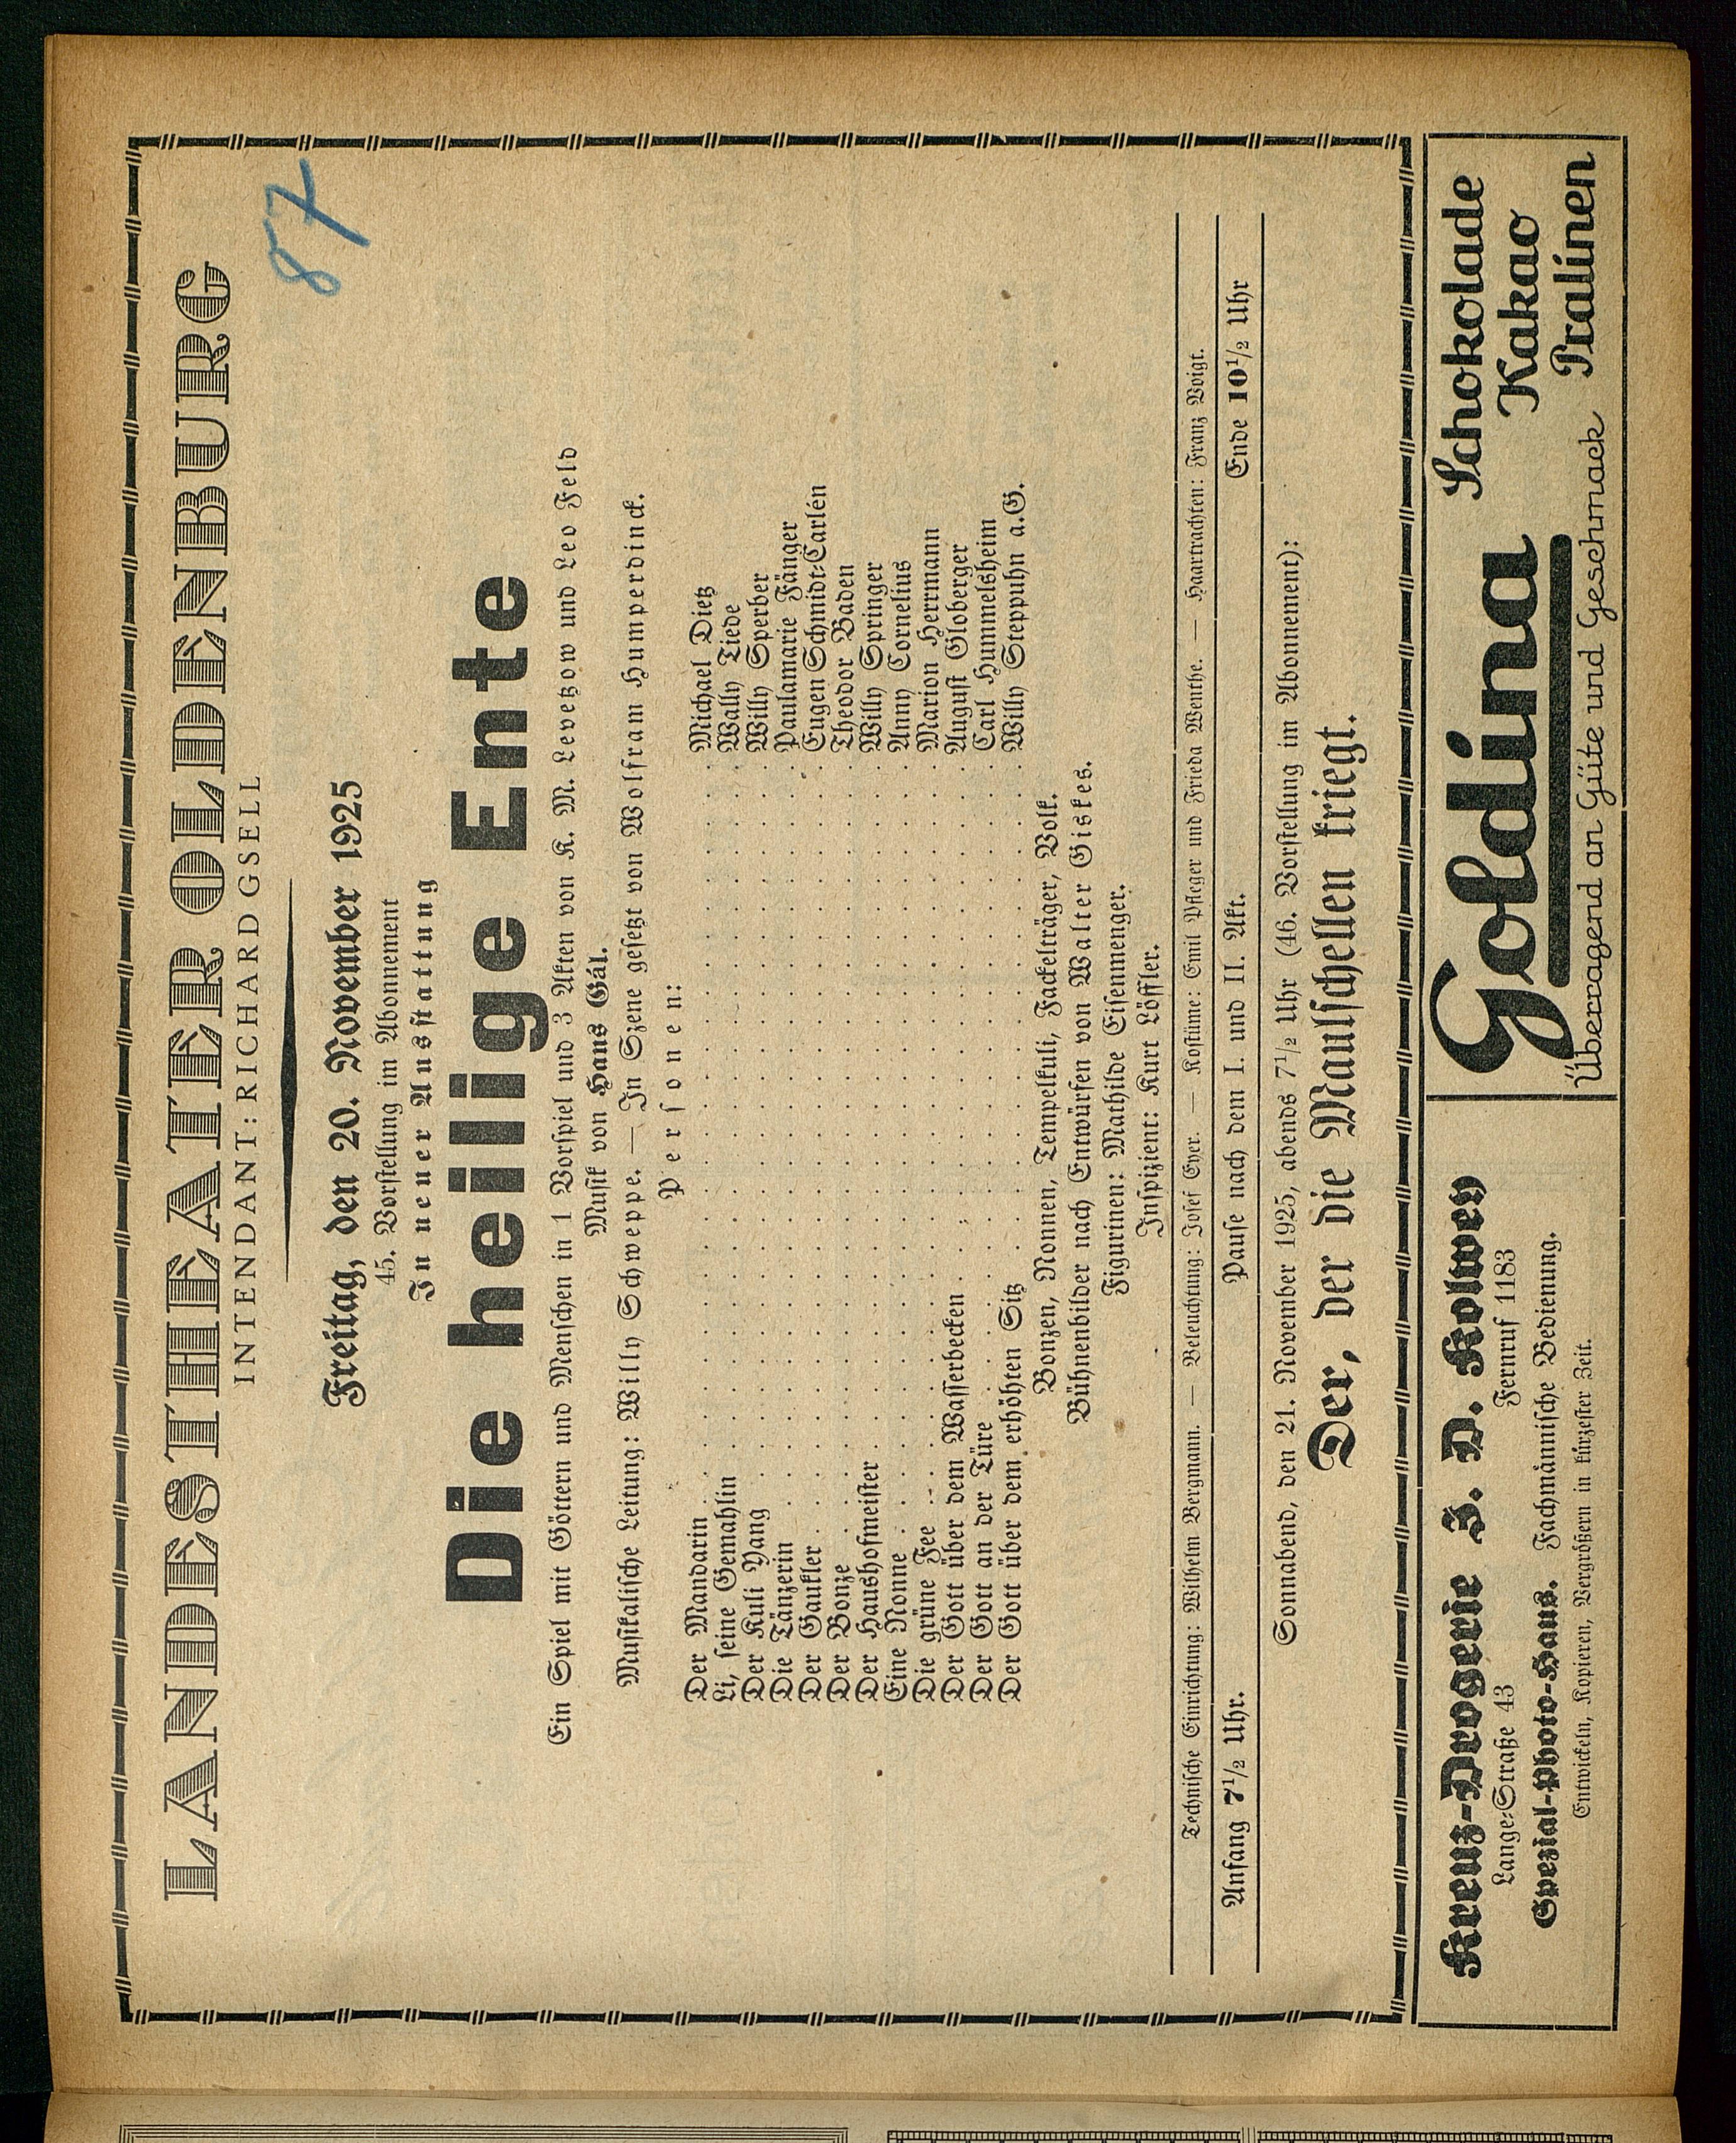 LANDESTHEATER OLDENBURG
INTENDANT: RICHARD GSELL
87
Freitag, den 20. November 1925
45. Vorstellung im Abonnement
In neuer Ausstattung
Die heilige Ente
Ein Spiel mit Göttern und Menschen in 1 Vorspiel und 3 Akten von K. M. Levetzow und Leo Feld
Musik von Hans Gál.
Musikalische Leitung: Willy Schweppe. — In Szene gesetzt von Wolfram Humperdinck.
Personen:
Der Mandarin . . . . . . . . . . Michael Dietz
Li, seine Gemahlin . . . . . . . . . . Wally Tiede
Der Kuli Yang . . . . . . . . . . Willy Sperber
Die Tänzerin . . . . . . . . . . Paulamarie Fänger
Der Gaukler . . . . . . . . . . Eugen Schmidt-Carlén
Der Bonze . . . . . . . . . . Theodor Baden
Der Haushofmeister . . . . . . . . . . Willy Springer
Eine Nonne . . . . . . . . . . Anny Cornelius
Die grüne Fee . . . . . . . . . . Marion Herrmann
Der Gott über dem Wasserbecken . . . . . . . . . . August Globerger
Der Gott an der Türe . . . . . . . . . . Carl Hummelsheim
Der Gott über dem erhöhten Sitz . . . . . . . . . . Willy Steppuhn a.G.
Bonzen, Nonnen, Tempelkuli, Fackelträger, Volk.
Bühnenbilder nach Entwürfen von Walter Giskes.
Figurinen: Mathilde Eisenmenger.
Inspizient: Kurt Löffler.
Technische Einrichtung: Wilhelm Bergmann. — Beleuchtung: Josef Eyer. — Kostüme: Emil Pfleger und Frieda Wenthe. — Haartrachten: Franz Voigt.
Anfang 7½ Uhr. Pause nach dem I. und II. Akt. Ende 10½ Uhr
Sonnabend, den 21. November 1925, abends 7½ Uhr (46. Vorstellung im Abonnement):
Der, der die Maulschellen kriegt.
Kreuz-Drogerie J. D. Kolwey
Lange-Straße 43 Fernruf 1183
Spezial-Photo-Haus. Fachmännische Bedienung.
Entwickeln, Kopieren, Vergrößern in kürzester Zeit.
Goldina Schokolade
Kakao
Pralinen
Überragend an Güte und Geschmack